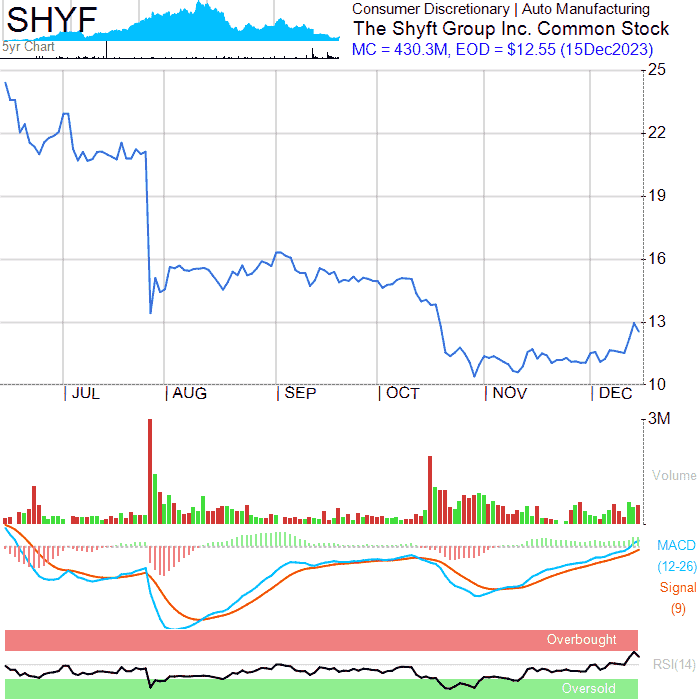 SHYF
Consumer Discretionary | Auto Manufacturing
The Shyft Group Inc. Common Stock
5yr Chart
MC = 430.3M, EOD = $12.55 (15Dec2023)
25
22
19
16
13
10
| JUL | AUG | SEP | OCT | NOV | DEC
3M
Volume
MACD
(12-26)
Signal
(9)
Overbought
RSI(14)
Oversold